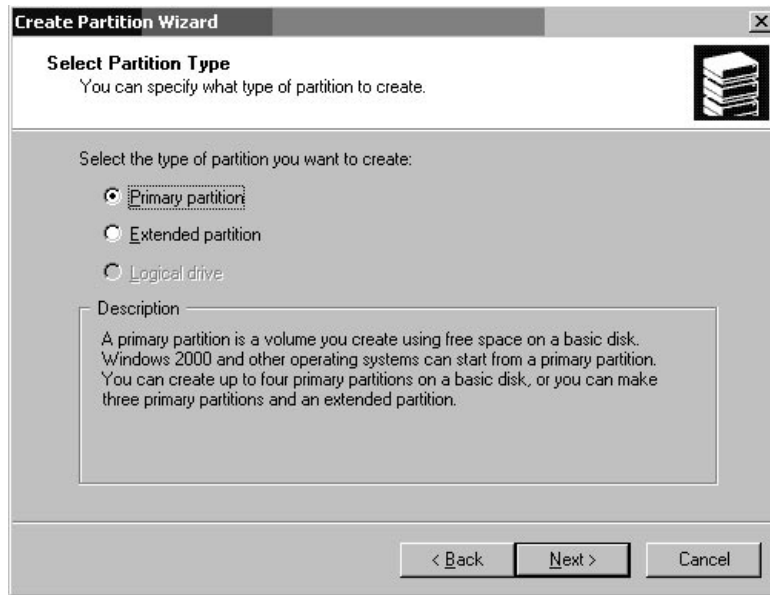 Create Partition Wizard
Select Partition Type
You can specify what type of partition to create.
Select the type of partition you want to create:
Primary partition
Extended partition
Logical drive
Description
A primary partition is a volume you create using free space on a basic disk.
Windows 2000 and other operating systems can start from a primary partition.
You can create up to four primary partitions on a basic disk, or you can make
three primary partitions and an extended partition.
< Back
Next >
Cancel